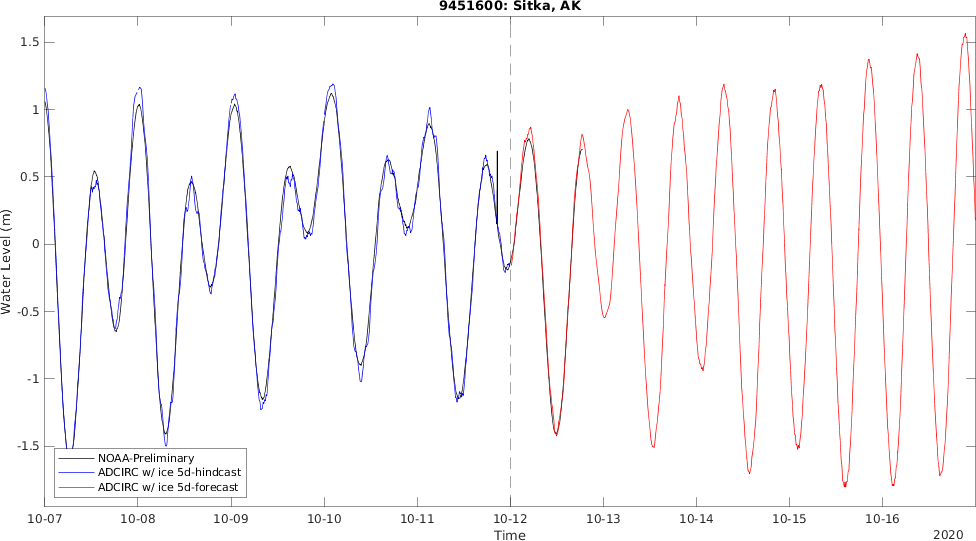 9451600: Sitka, AK
Water Level (m)
1.5
1
0.5
0
-0.5
-1
-1.5
NOAA-Preliminary
ADCIRC w/ ice 5d-hindcast
ADCIRC w/ ice 5d-forecast
10-07 10-08 10-09 10-10 10-11 10-12 10-13 10-14 10-15 10-16
Time
2020